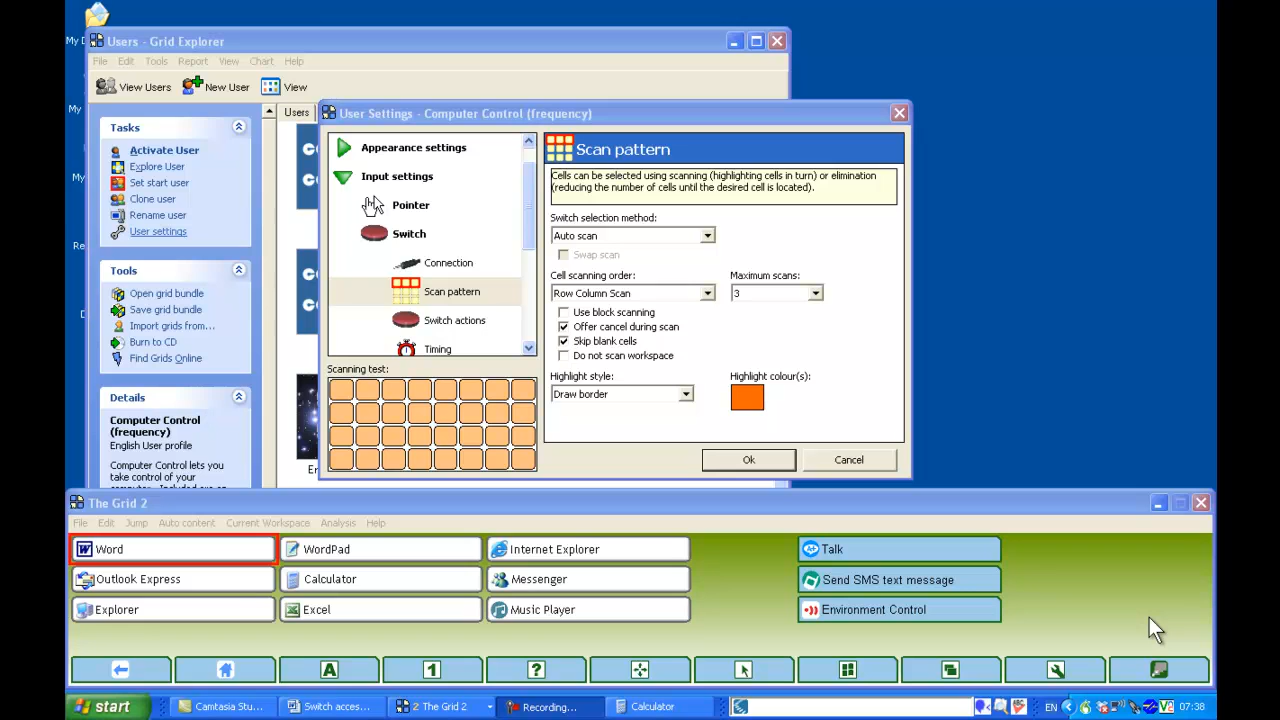 My D
Users - Grid Explorer
File Edit Tools Report View Chart Help
View Users New User View
My
My
Re
D
Tasks
Activate User
Explore User
Set start user
Clone user
Rename user
User settings
Tools
Open grid bundle
Save grid bundle
Import grids from...
Burn to CD
Find Grids Online
Details
Computer Control
(frequency)
English User profile
Computer Control lets you
take control of your
Users
En
User Settings - Computer Control (frequency)
Appearance settings
Input settings
Pointer
Switch
Connection
Scan pattern
Switch actions
Timing
Scanning test:
Scan pattern
Cells can be selected using scanning (highlighting cells in turn) or elimination
(reducing the number of cells until the desired cell is located).
Switch selection method:
Auto scan
Swap scan
Cell scanning order: Maximum scans:
Row Column Scan 3
Use block scanning
Offer cancel during scan
Skip blank cells
Do not scan workspace
Highlight style: Highlight colour(s):
Draw border
Ok Cancel
The Grid 2
File Edit Jump Auto content Current Workspace Analysis Help
Word WordPad Internet Explorer Talk
Outlook Express Calculator Messenger Send SMS text message
Explorer Excel Music Player Environment Control
A 1 ?
start Camtasia Stu... Switch acces... 2 The Grid 2 Recording... Calculator EN 07:38